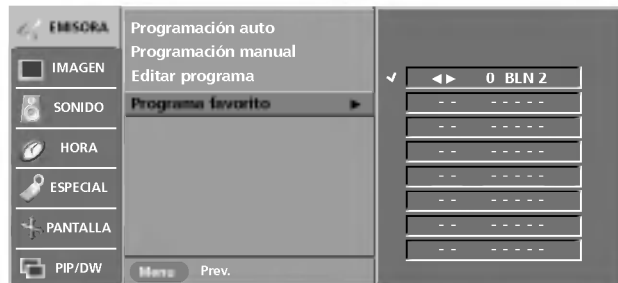 EMISORA
IMAGEN
SONIDO
HORA
ESPECIAL
PANTALLA
PIP/DW
Programación auto
Programación manual
Editar programa
Programa favorito ▶
Menu Prev.
✓ ◀▶ 0 BLN 2
- - - - - - -
- - - - - - -
- - - - - - -
- - - - - - -
- - - - - - -
- - - - - - -
- - - - - - -